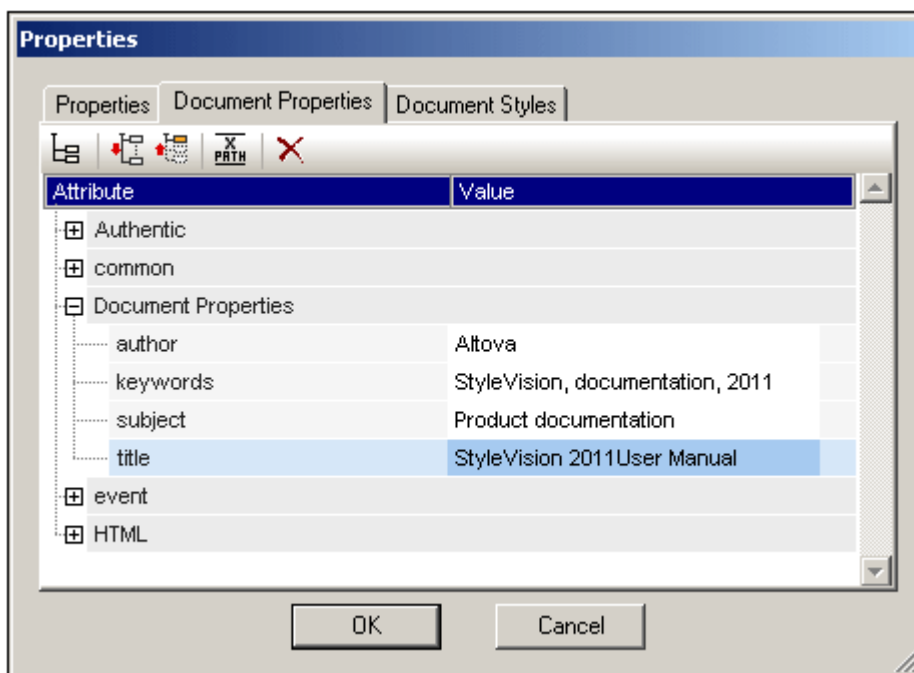 Properties
Properties Document Properties Document Styles
X PATH
Attribute Value
Authentic
common
Document Properties
author Altova
keywords StyleVision, documentation, 2011
subject Product documentation
title StyleVision 2011User Manual
event
HTML
OK Cancel